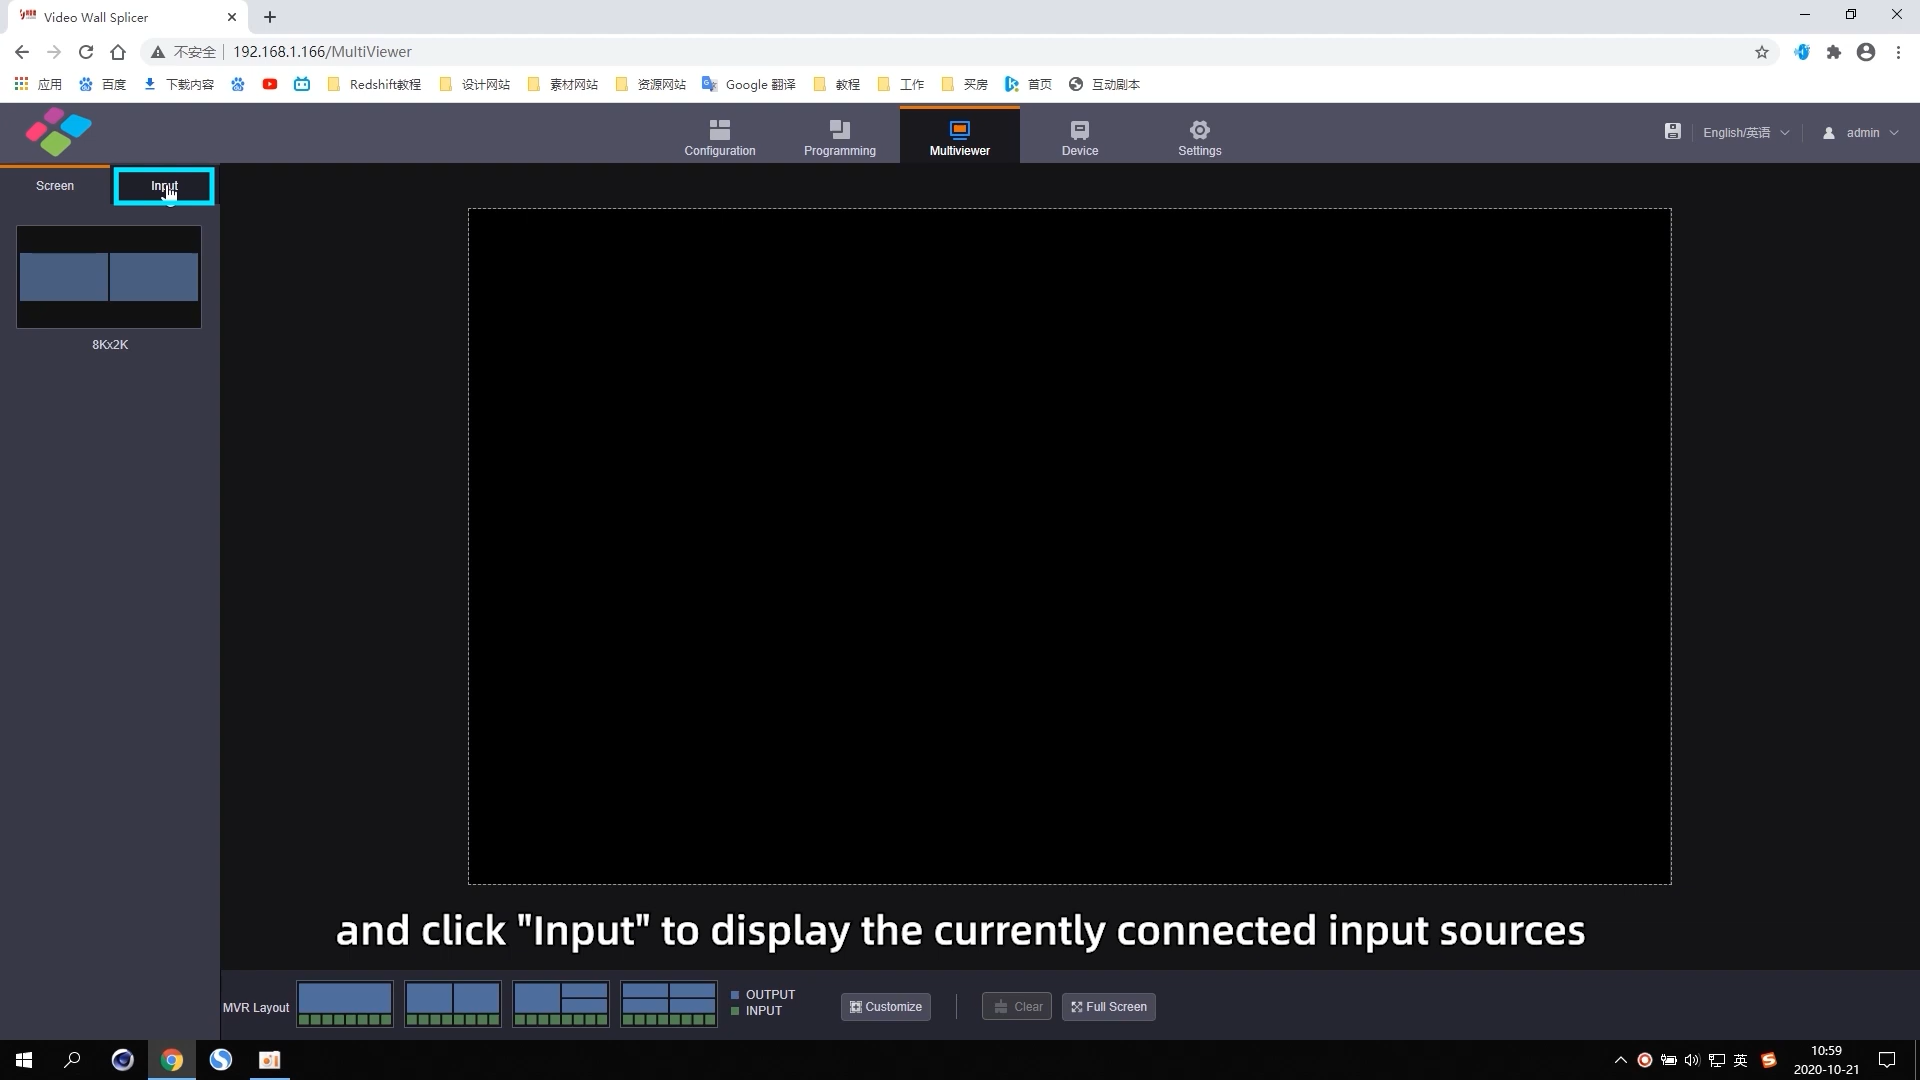 Video Wall Splicer
不安全 192.168.1.166/MultiViewer
应用 百度 下载内容 Redshift教程 设计网站 素材网站 资源网站 Google 翻译 教程 工作 买房 首页 互动剧本
Configuration Programming Multiviewer Device Settings
English/英语 admin
Screen Input
8Kx2K
and click "Input" to display the currently connected input sources
MVR Layout
OUTPUT
INPUT
Customize Clear Full Screen
英
10:59
2020-10-21